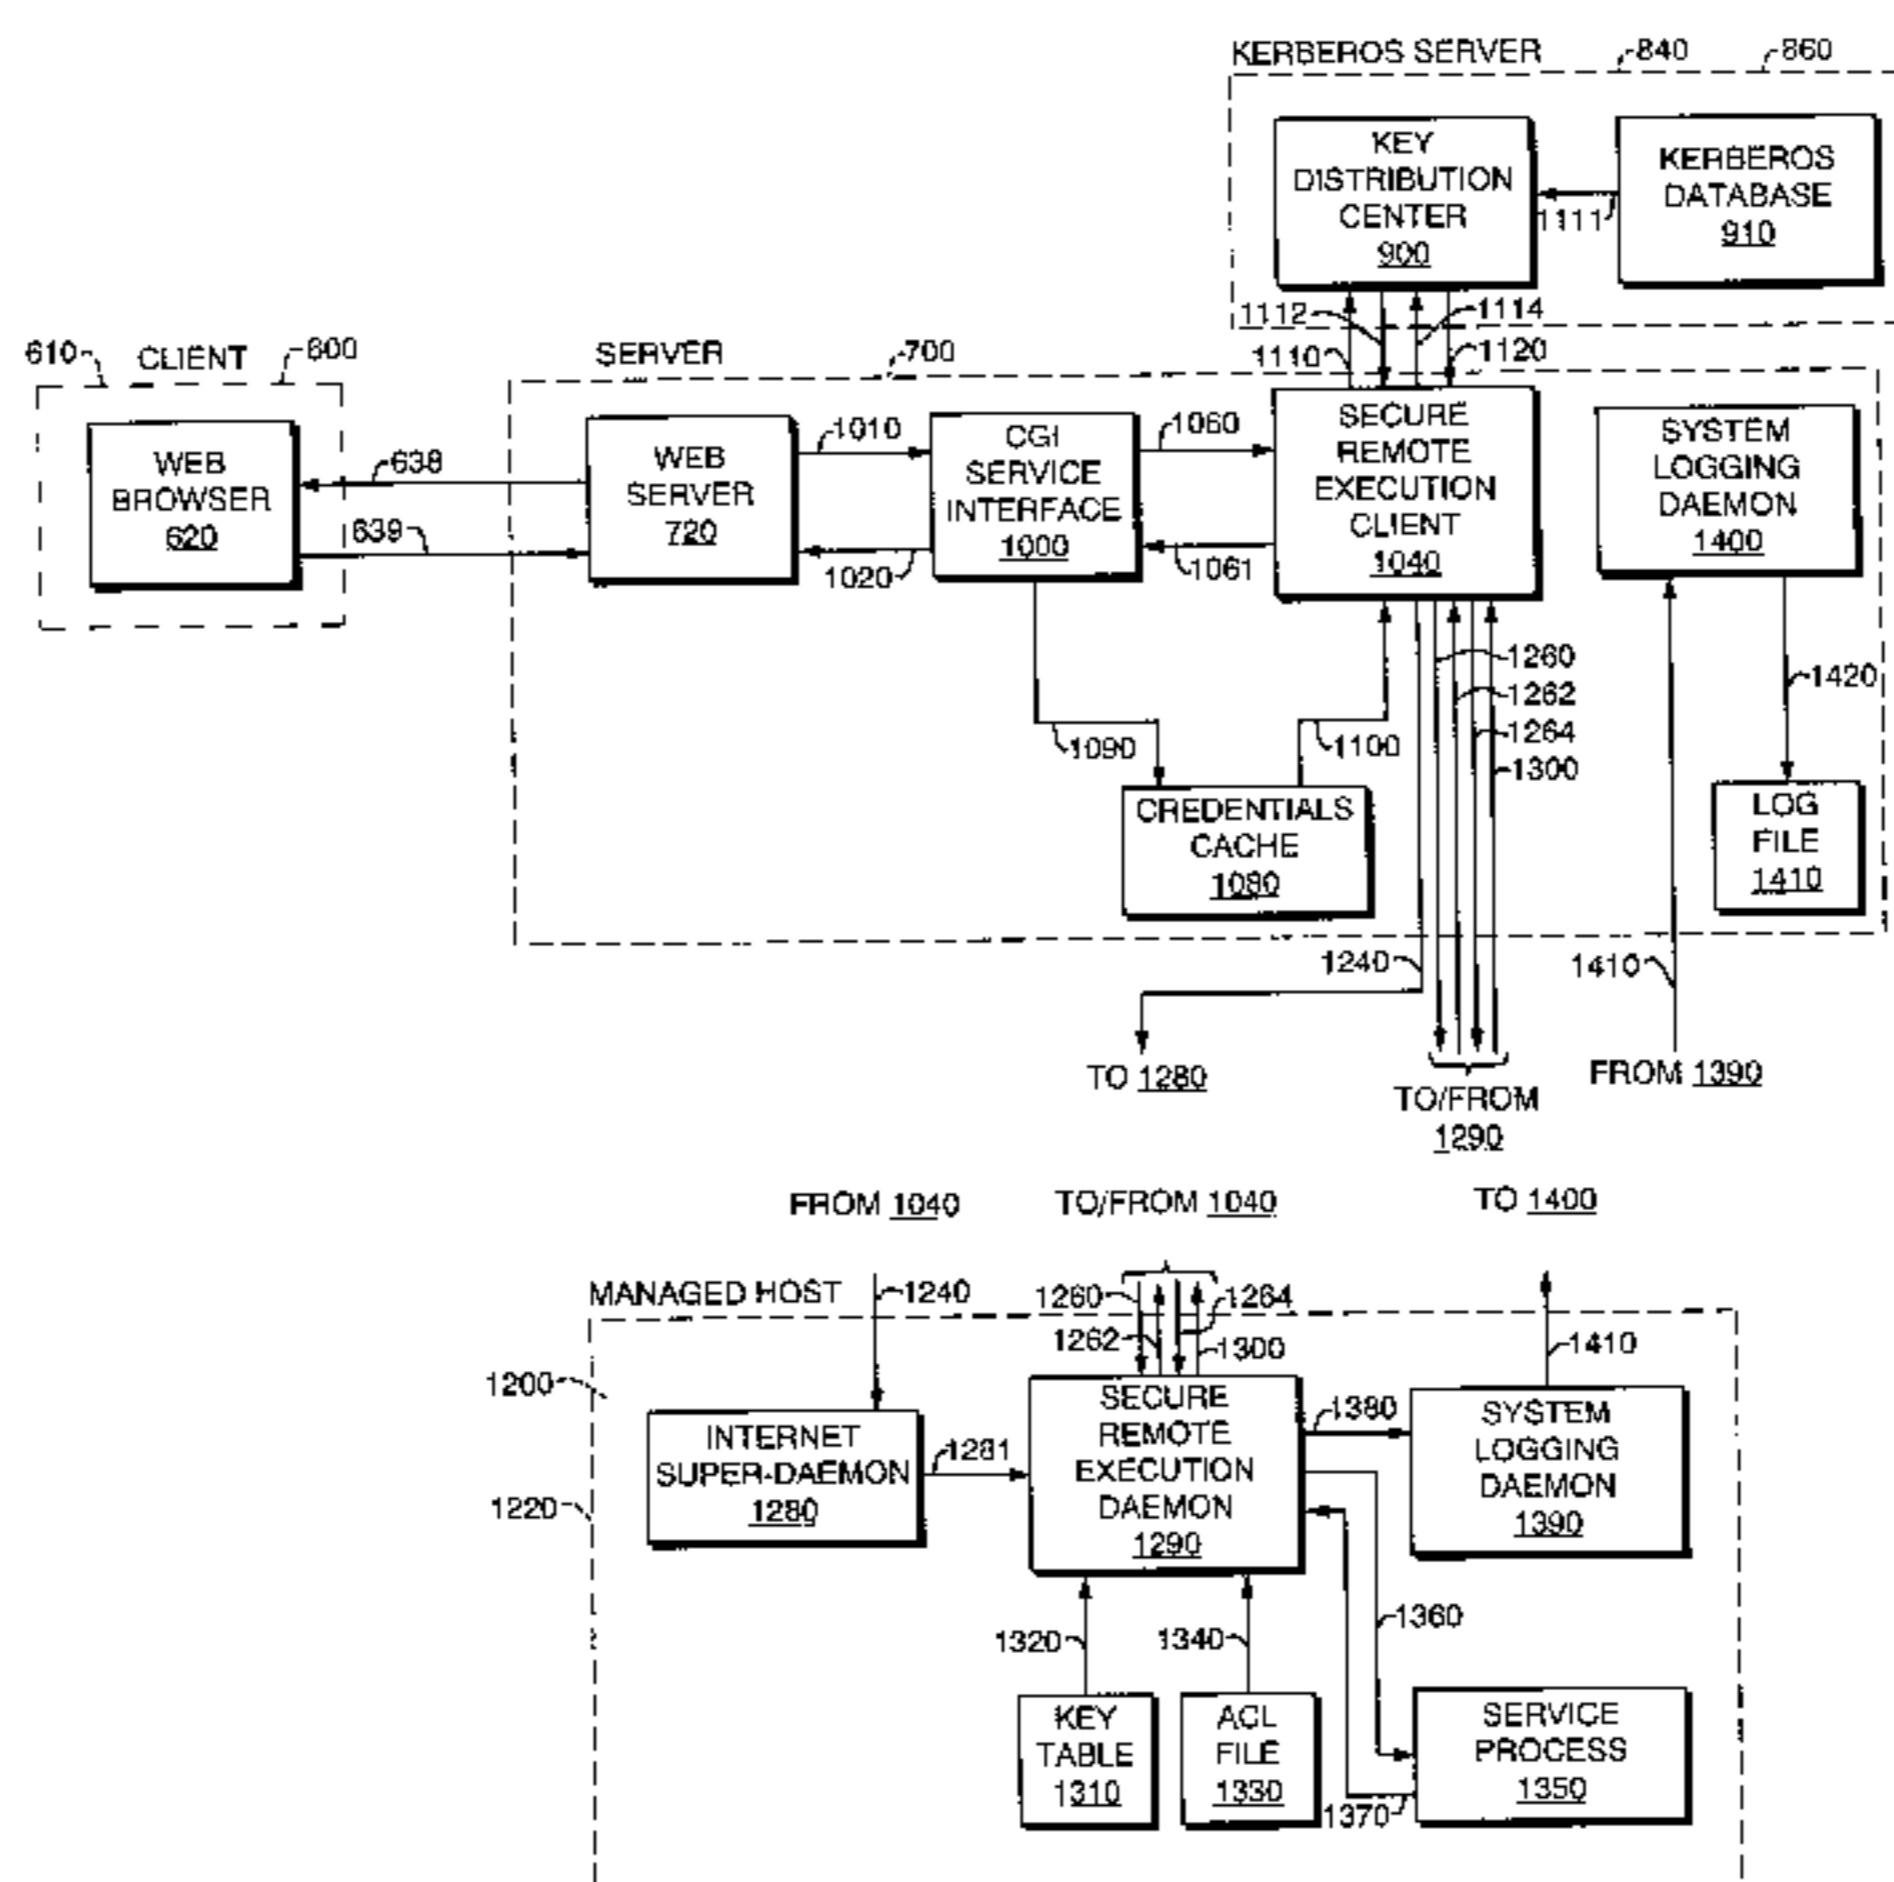 KERBEROS SERVER 840 860
KEY
DISTRIBUTION
CENTER
900
KERBEROS
DATABASE
910
1111
1112
1114
1110
1120
610 CLIENT 600
SERVER 700
WEB
BROWSER
620
638
639
WEB
SERVER
720
1010
1020
CGI
SERVICE
INTERFACE
1000
1060
1061
SECURE
REMOTE
EXECUTION
CLIENT
1040
SYSTEM
LOGGING
DAEMON
1400
1260
1262
1264
1300
1420
1090
1100
CREDENTIALS
CACHE
1080
LOG
FILE
1410
1240
1410
TO 1280
TO/FROM
1290
FROM 1390
FROM 1040
TO/FROM 1040
TO 1400
MANAGED HOST
1240
1260
1264
1262
1300
1410
1200
1220
INTERNET
SUPER-DAEMON
1280
1281
SECURE
REMOTE
EXECUTION
DAEMON
1290
1380
SYSTEM
LOGGING
DAEMON
1390
1320
1340
1360
KEY
TABLE
1310
ACL
FILE
1330
1370
SERVICE
PROCESS
1350